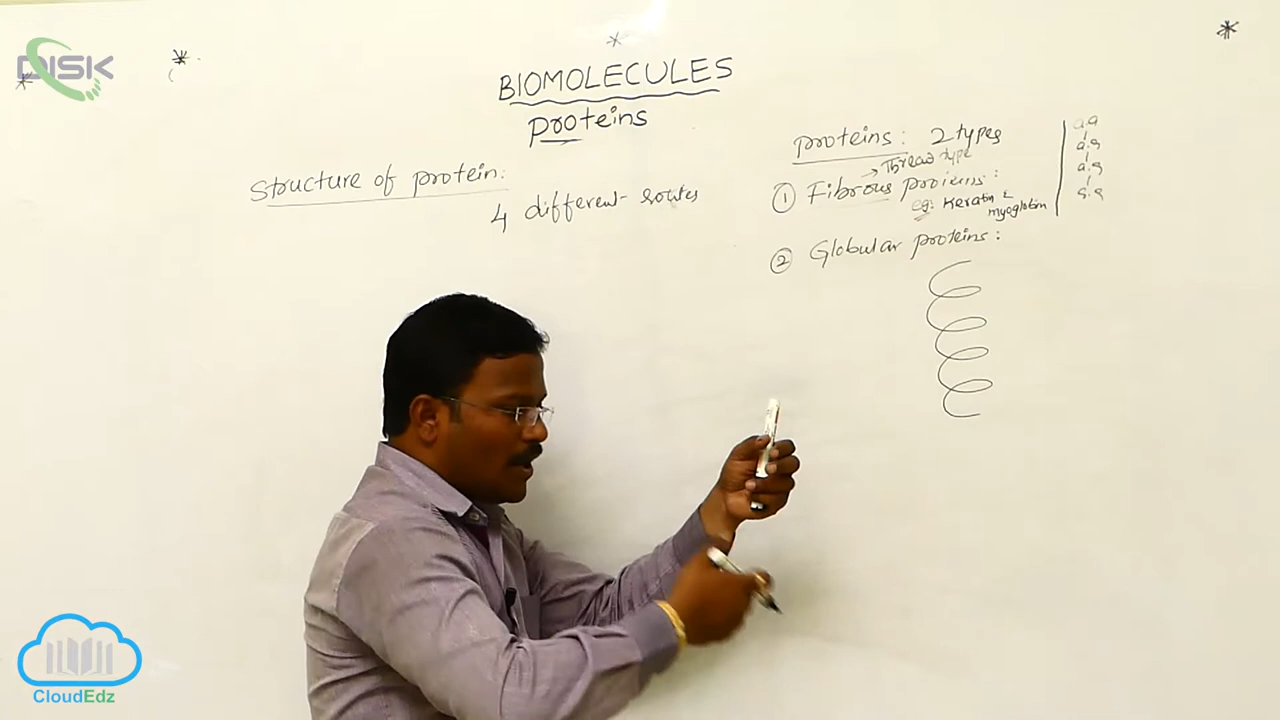 DISK
BIOMOLECULES
Proteins
Structure of protein:
4 different routes
proteins: 2 types
→ Thread type
① Fibrous proteins:
eg: Keratin &
myoglobin
a.a
a.a
a.a
a.a
② Globular proteins:
CloudEdz